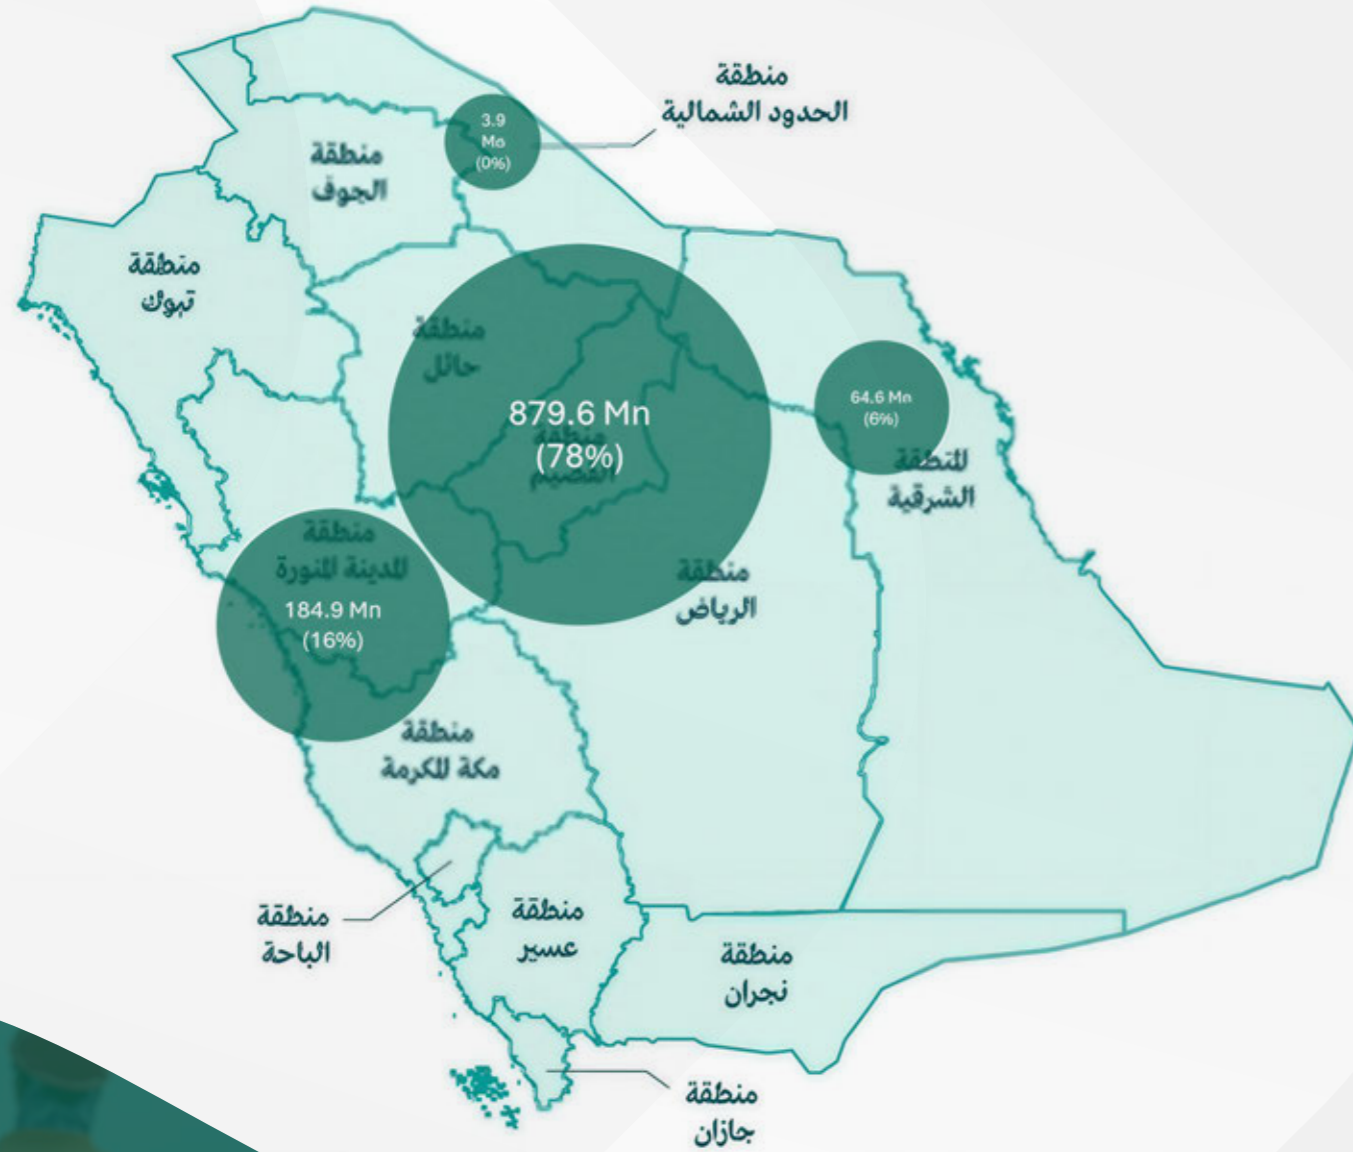 منطقة
الحدود الشمالية
3.9
Mn
(0%)
منطقة
الجوف
منطقة
تبوك
منطقة
حائل
879.6 Mn
(78%)
منطقة
القصيم
64.6 Mn
(6%)
المنطقة
الشرقية
منطقة
المدينة المنورة
184.9 Mn
(16%)
منطقة
الرياض
منطقة
مكة المكرمة
منطقة
الباحة
منطقة
عسير
منطقة
نجران
منطقة
جازان